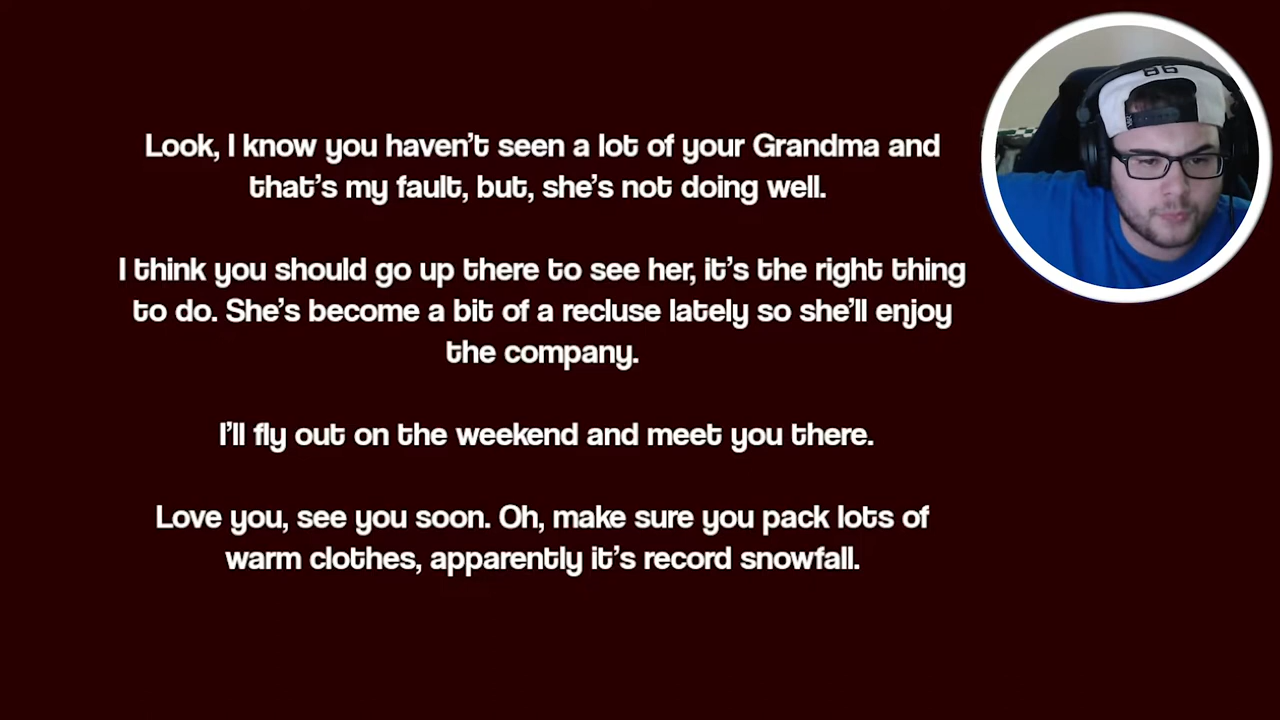 Look, I know you haven't seen a lot of your Grandma and
that's my fault, but, she's not doing well.
I think you should go up there to see her, it's the right thing
to do. She's become a bit of a recluse lately so she'll enjoy
the company.
I'll fly out on the weekend and meet you there.
Love you, see you soon. Oh, make sure you pack lots of
warm clothes, apparently it's record snowfall.